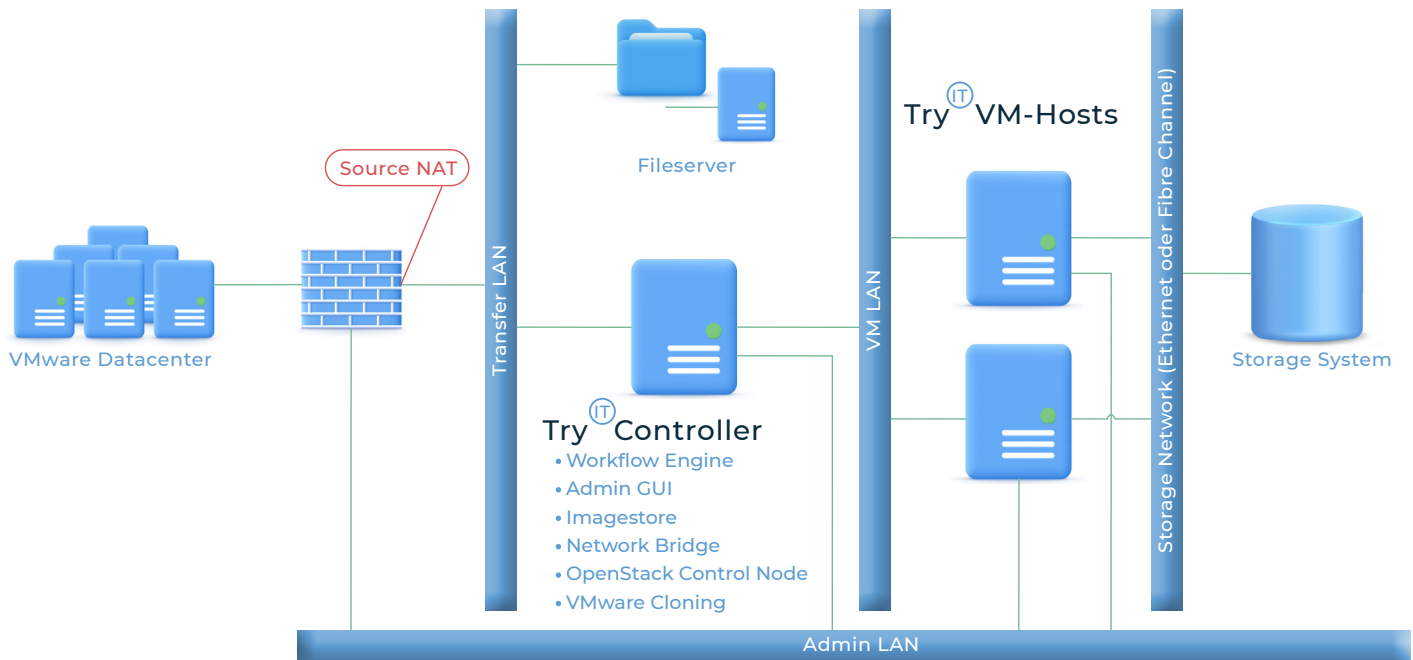 Source NAT
VMware Datacenter
Transfer LAN
Fileserver
Try IT Controller
• Workflow Engine
• Admin GUI
• Imagestore
• Network Bridge
• OpenStack Control Node
• VMware Cloning
VM LAN
Try IT VM-Hosts
Storage Network (Ethernet oder Fibre Channel)
Storage System
Admin LAN